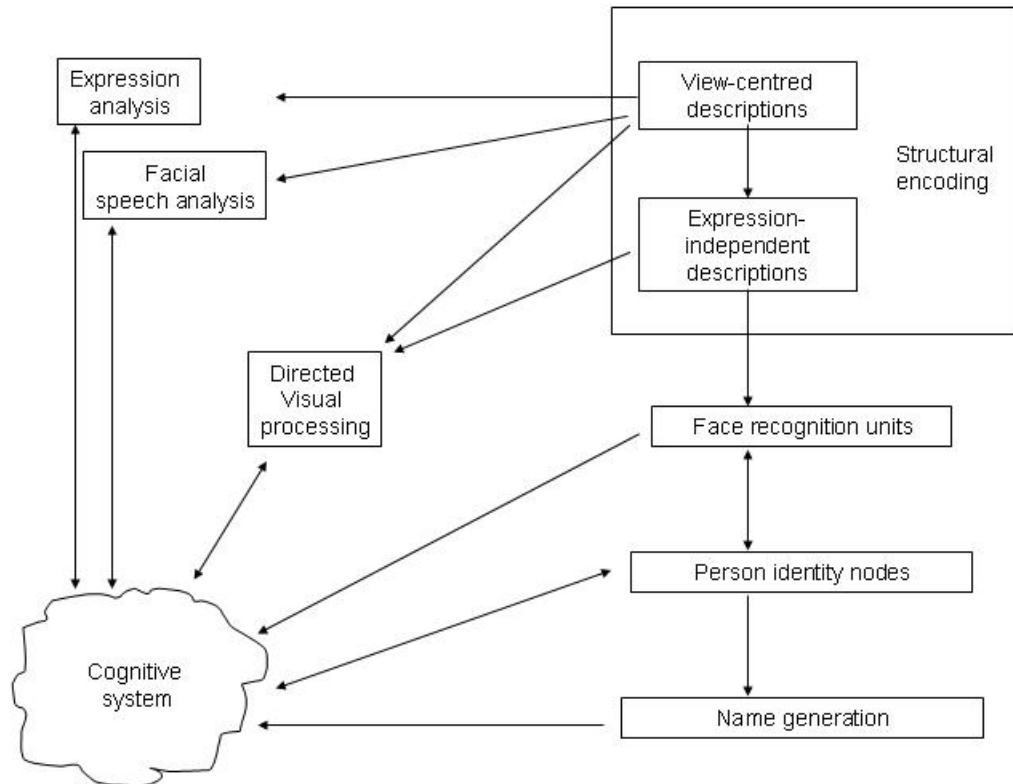 Expression
analysis
View-centred
descriptions
Facial
speech analysis
Structural
encoding
Expression-
independent
descriptions
Directed
Visual
processing
Face recognition units
Person identity nodes
Cognitive
system
Name generation